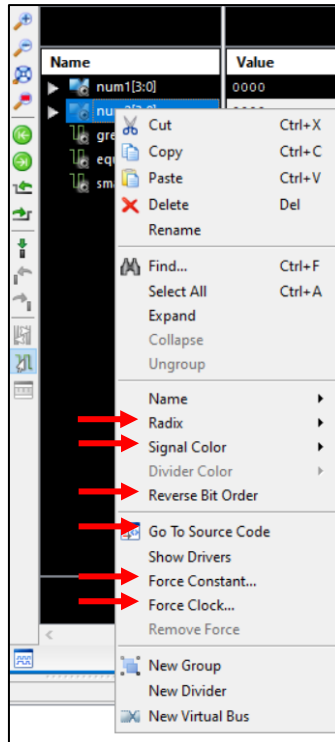 Name Value
num1[3:0] 0000
Cut Ctrl+X
Copy Ctrl+C
Paste Ctrl+V
Delete Del
Rename
Find... Ctrl+F
Select All Ctrl+A
Expand
Collapse
Ungroup
Name
Radix
Signal Color
Divider Color
Reverse Bit Order
Go To Source Code
Show Drivers
Force Constant...
Force Clock...
Remove Force
New Group
New Divider
New Virtual Bus